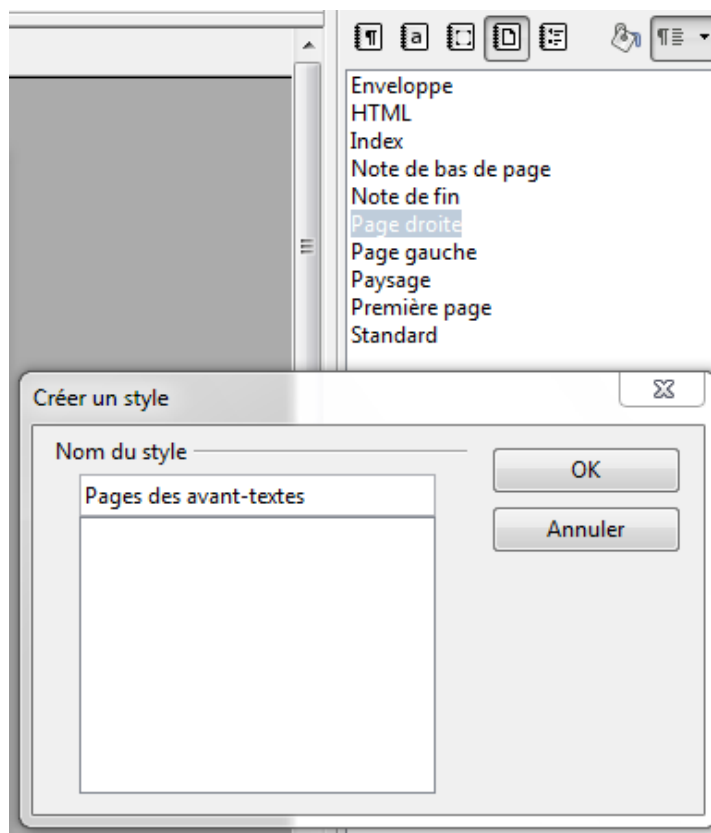 Enveloppe
HTML
Index
Note de bas de page
Note de fin
Page droite
Page gauche
Paysage
Première page
Standard
Créer un style
Nom du style
OK
Pages des avant-textes
Annuler